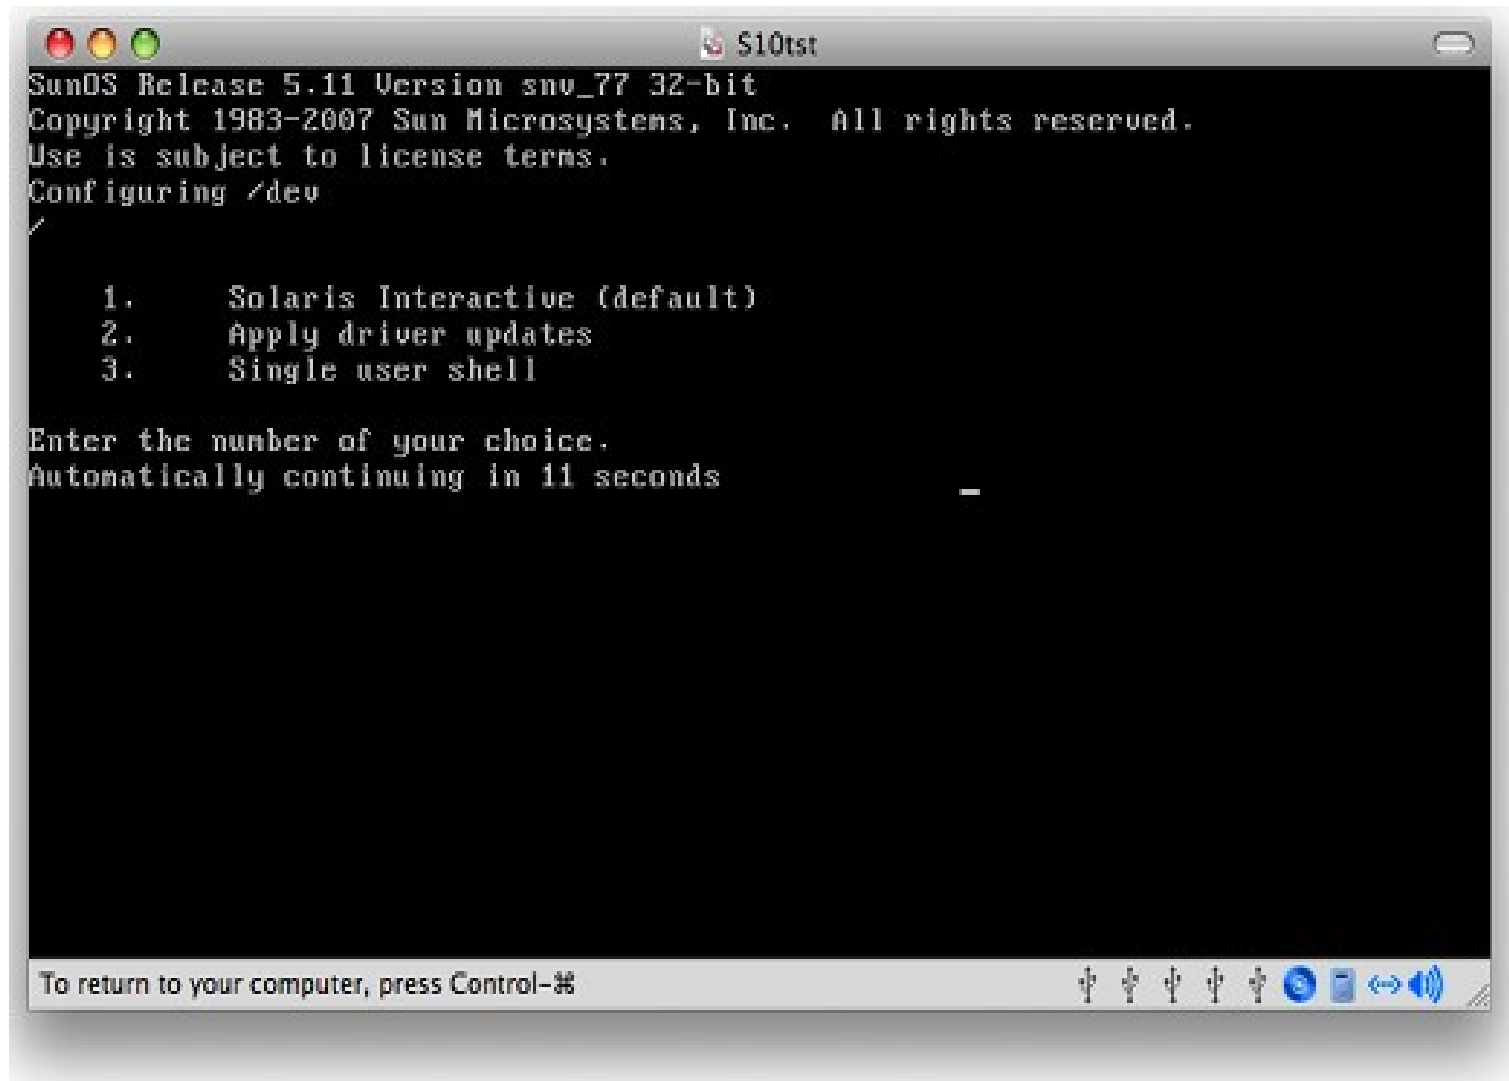 S10tst
SunOS Release 5.11 Version snv_77 32-bit
Copyright 1983-2007 Sun Microsystems, Inc.  All rights reserved.
Use is subject to license terms.
Configuring /dev
/
1.      Solaris Interactive (default)
2.      Apply driver updates
3.      Single user shell
Enter the number of your choice.
Automatically continuing in 11 seconds
To return to your computer, press Control-⌘